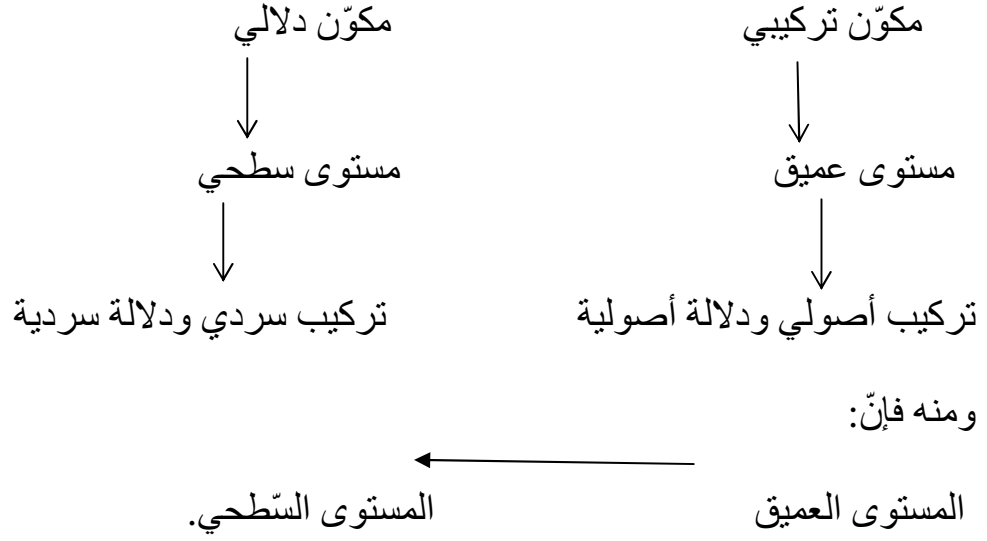 مكوّن تركيبي مكوّن دلالي
مستوى عميق مستوى سطحي
تركيب أصولي ودلالة أصولية تركيب سردي ودلالة سردية
ومنه فإنّ:
المستوى العميق المستوى السّطحي.